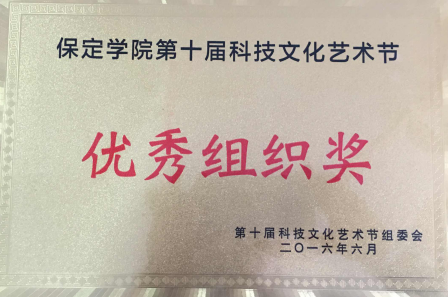 保定学院第十届科技文化艺术节
优秀组织奖
第十届科技文化艺术节组委会
二〇一六年六月